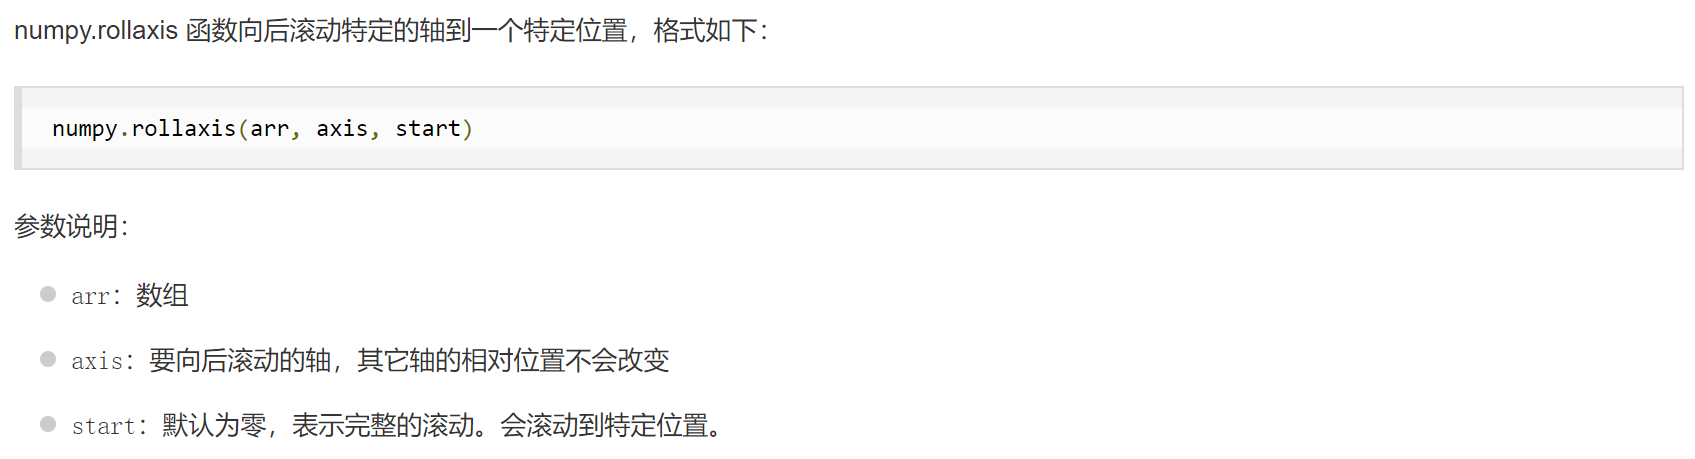 numpy.rollaxis 函数向后滚动特定的轴到一个特定位置，格式如下：
numpy.rollaxis(arr, axis, start)
参数说明：
arr：数组
axis：要向后滚动的轴，其它轴的相对位置不会改变
start：默认为零，表示完整的滚动。会滚动到特定位置。